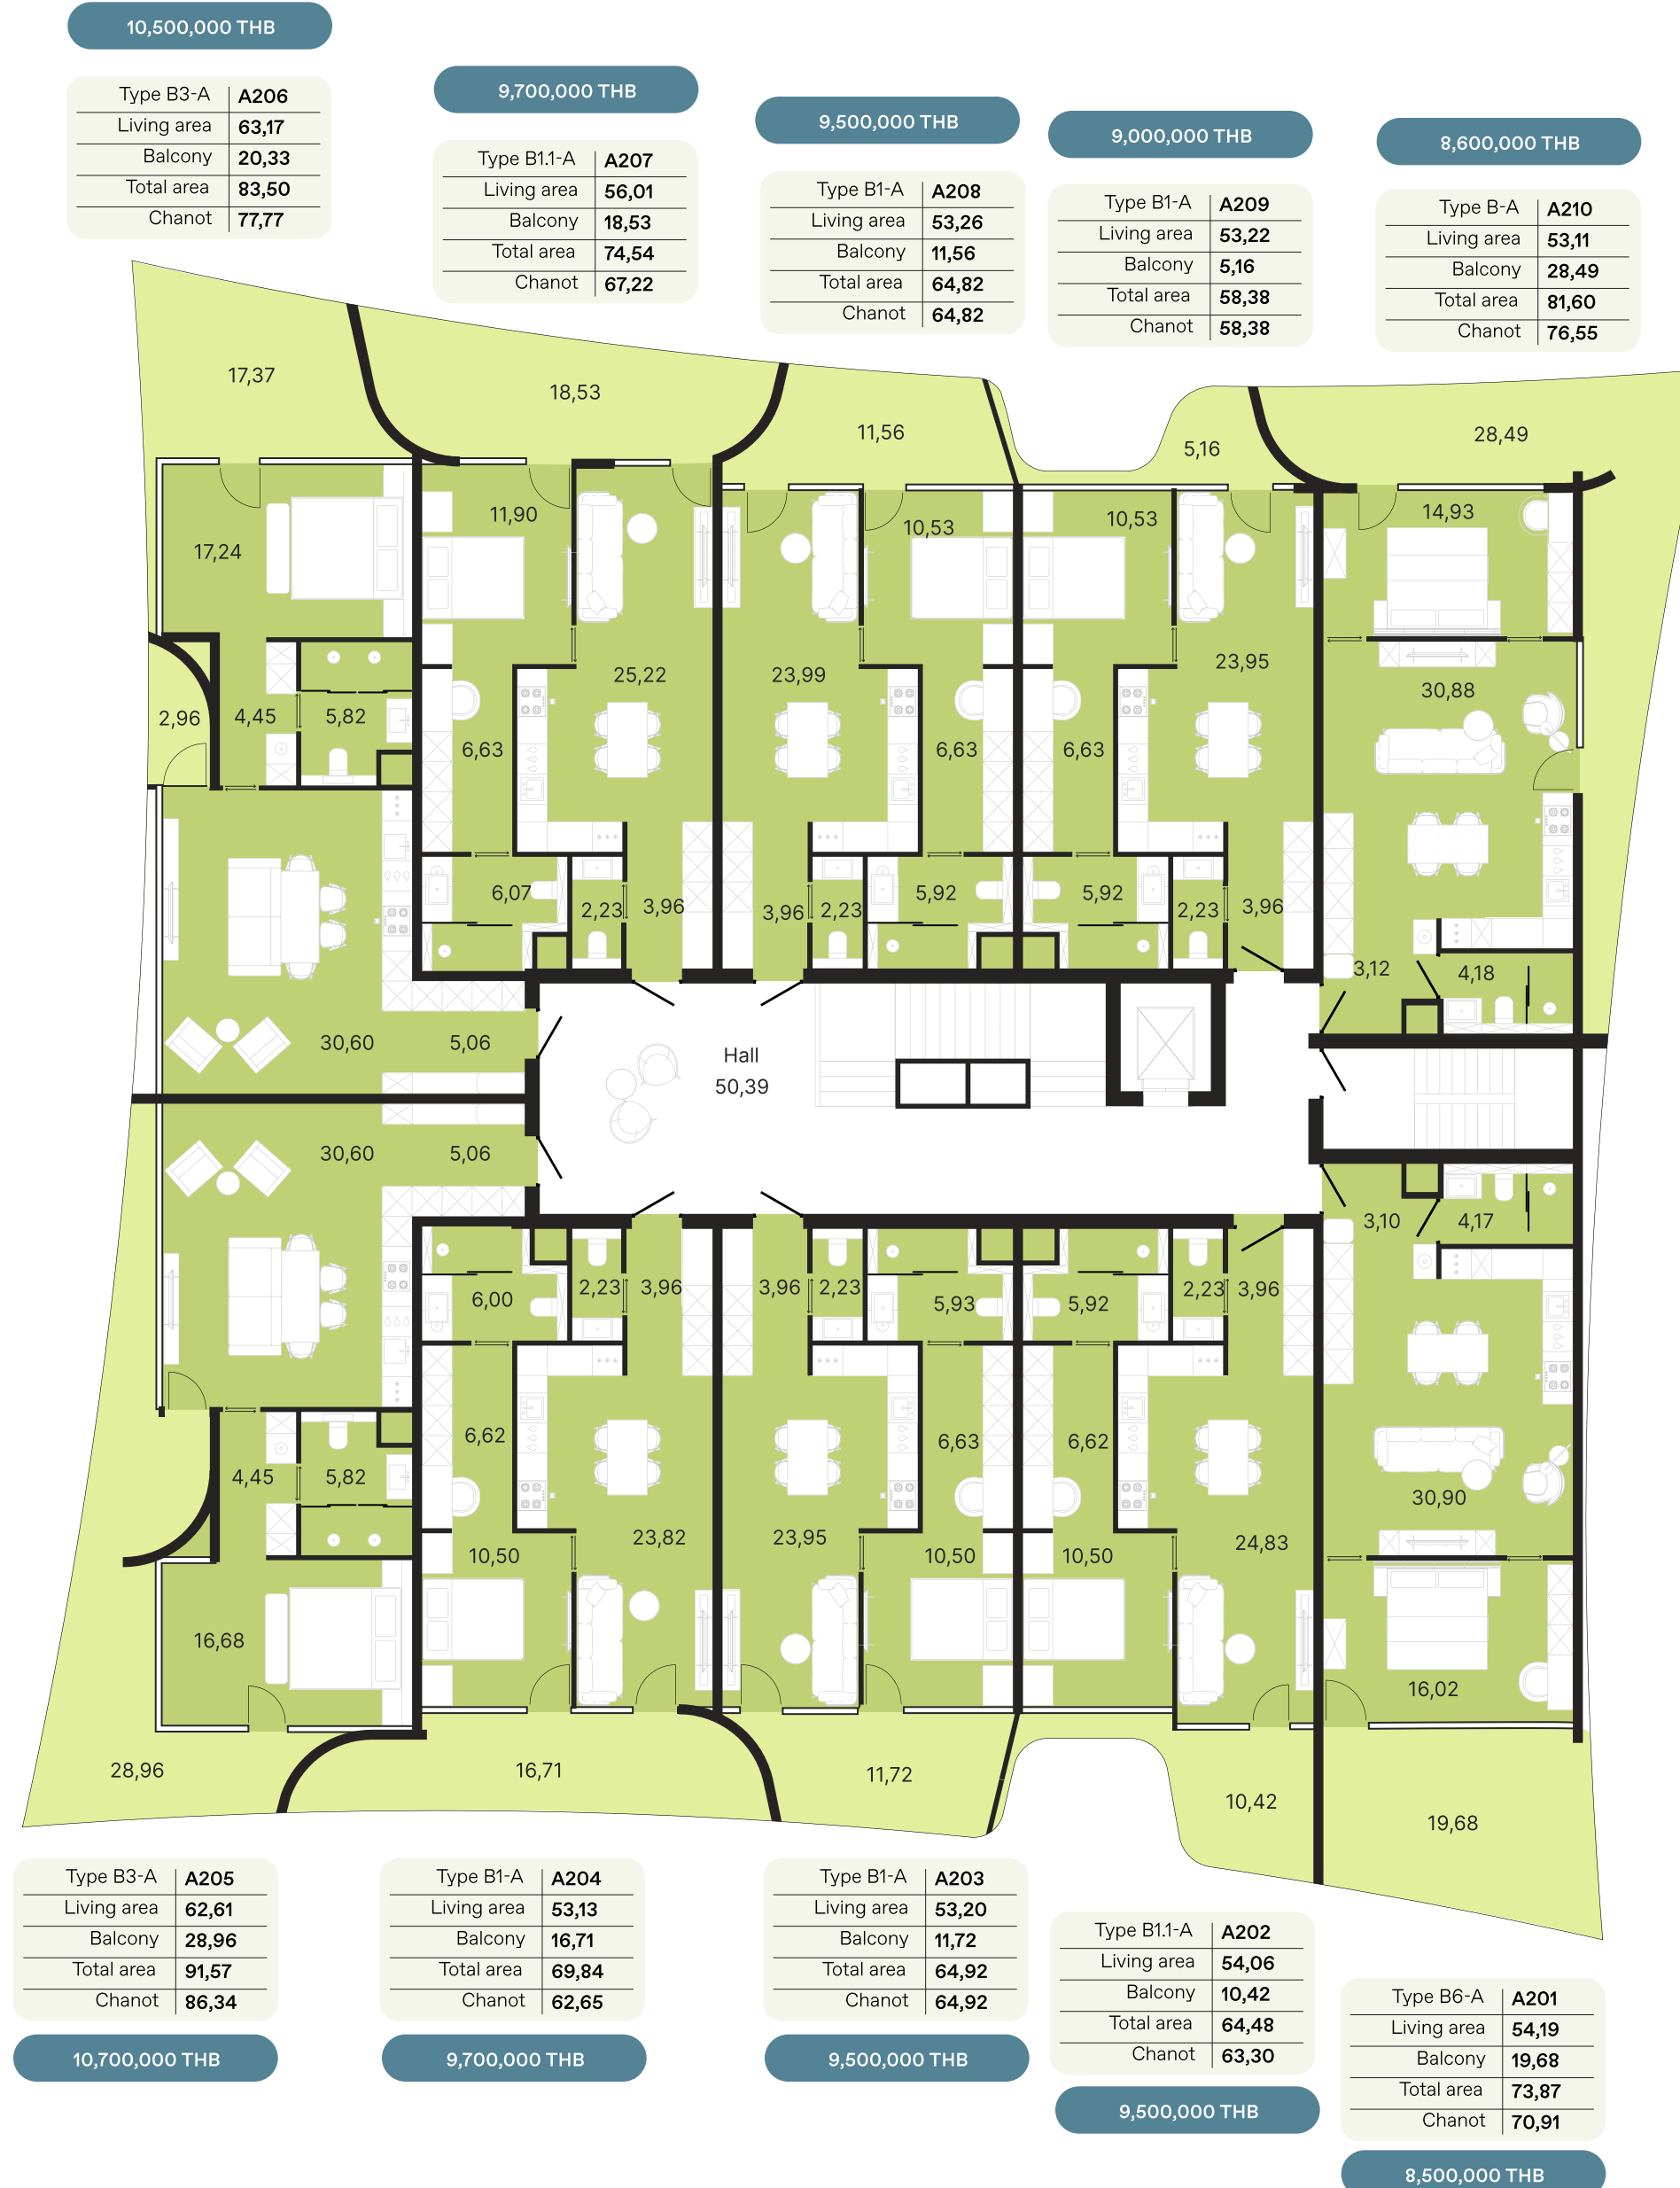 10,500,000 THB
Type B3-A A206
Living area 63,17
Balcony 20,33
Total area 83,50
Chanot 77,77
9,700,000 THB
Type B1.1-A A207
Living area 56,01
Balcony 18,53
Total area 74,54
Chanot 67,22
9,500,000 THB
Type B1-A A208
Living area 53,26
Balcony 11,56
Total area 64,82
Chanot 64,82
9,000,000 THB
Type B1-A A209
Living area 53,22
Balcony 5,16
Total area 58,38
Chanot 58,38
8,600,000 THB
Type B-A A210
Living area 53,11
Balcony 28,49
Total area 81,60
Chanot 76,55
17,37
18,53
11,56
5,16
28,49
17,24
11,90
10,53
10,53
14,93
2,96
4,45
5,82
6,63
25,22
23,99
6,63
6,63
23,95
30,88
6,07
2,23
3,96
3,96
2,23
5,92
5,92
2,23
3,96
3,12
4,18
30,60
5,06
Hall
50,39
30,60
5,06
6,00
2,23
3,96
3,96
2,23
5,93
5,92
2,23
3,96
3,10
4,17
4,45
5,82
6,62
23,82
23,95
6,63
6,62
24,83
30,90
16,68
10,50
10,50
10,50
16,02
28,96
16,71
11,72
10,42
19,68
Type B3-A A205
Living area 62,61
Balcony 28,96
Total area 91,57
Chanot 86,34
10,700,000 THB
Type B1-A A204
Living area 53,13
Balcony 16,71
Total area 69,84
Chanot 62,65
9,700,000 THB
Type B1-A A203
Living area 53,20
Balcony 11,72
Total area 64,92
Chanot 64,92
9,500,000 THB
Type B1.1-A A202
Living area 54,06
Balcony 10,42
Total area 64,48
Chanot 63,30
9,500,000 THB
Type B6-A A201
Living area 54,19
Balcony 19,68
Total area 73,87
Chanot 70,91
8,500,000 THB